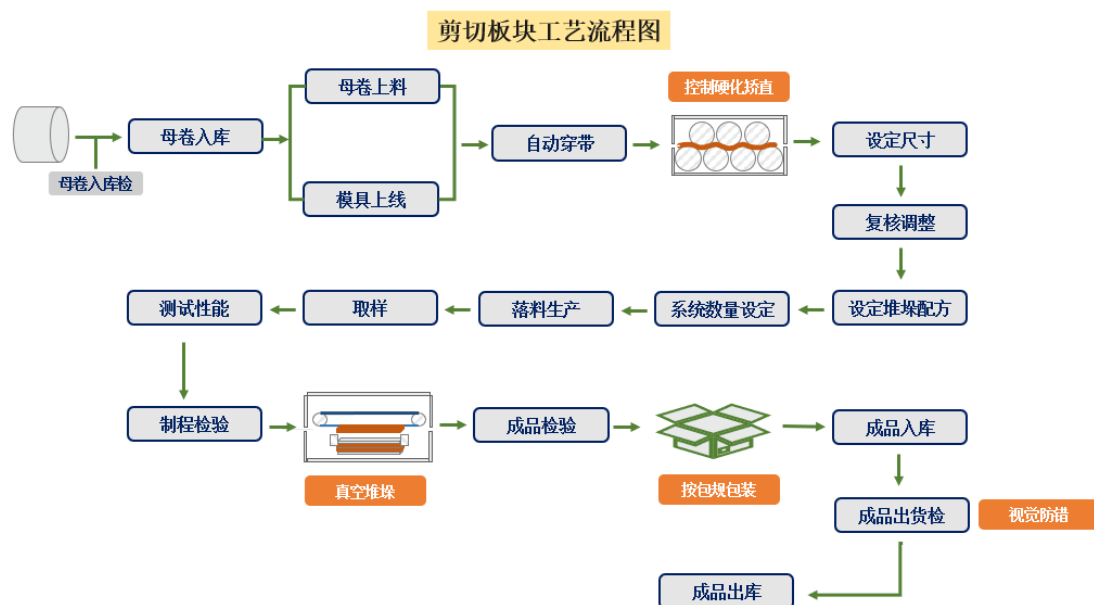 剪切板块工艺流程图
母卷上料
控制硬化矫直
母卷入库
自动穿带
设定尺寸
母卷入库检
模具上线
复核调整
测试性能
取样
落料生产
系统数量设定
设定堆垛配方
制程检验
成品检验
成品入库
真空堆垛
按包规包装
成品出货检
视觉防错
成品出库